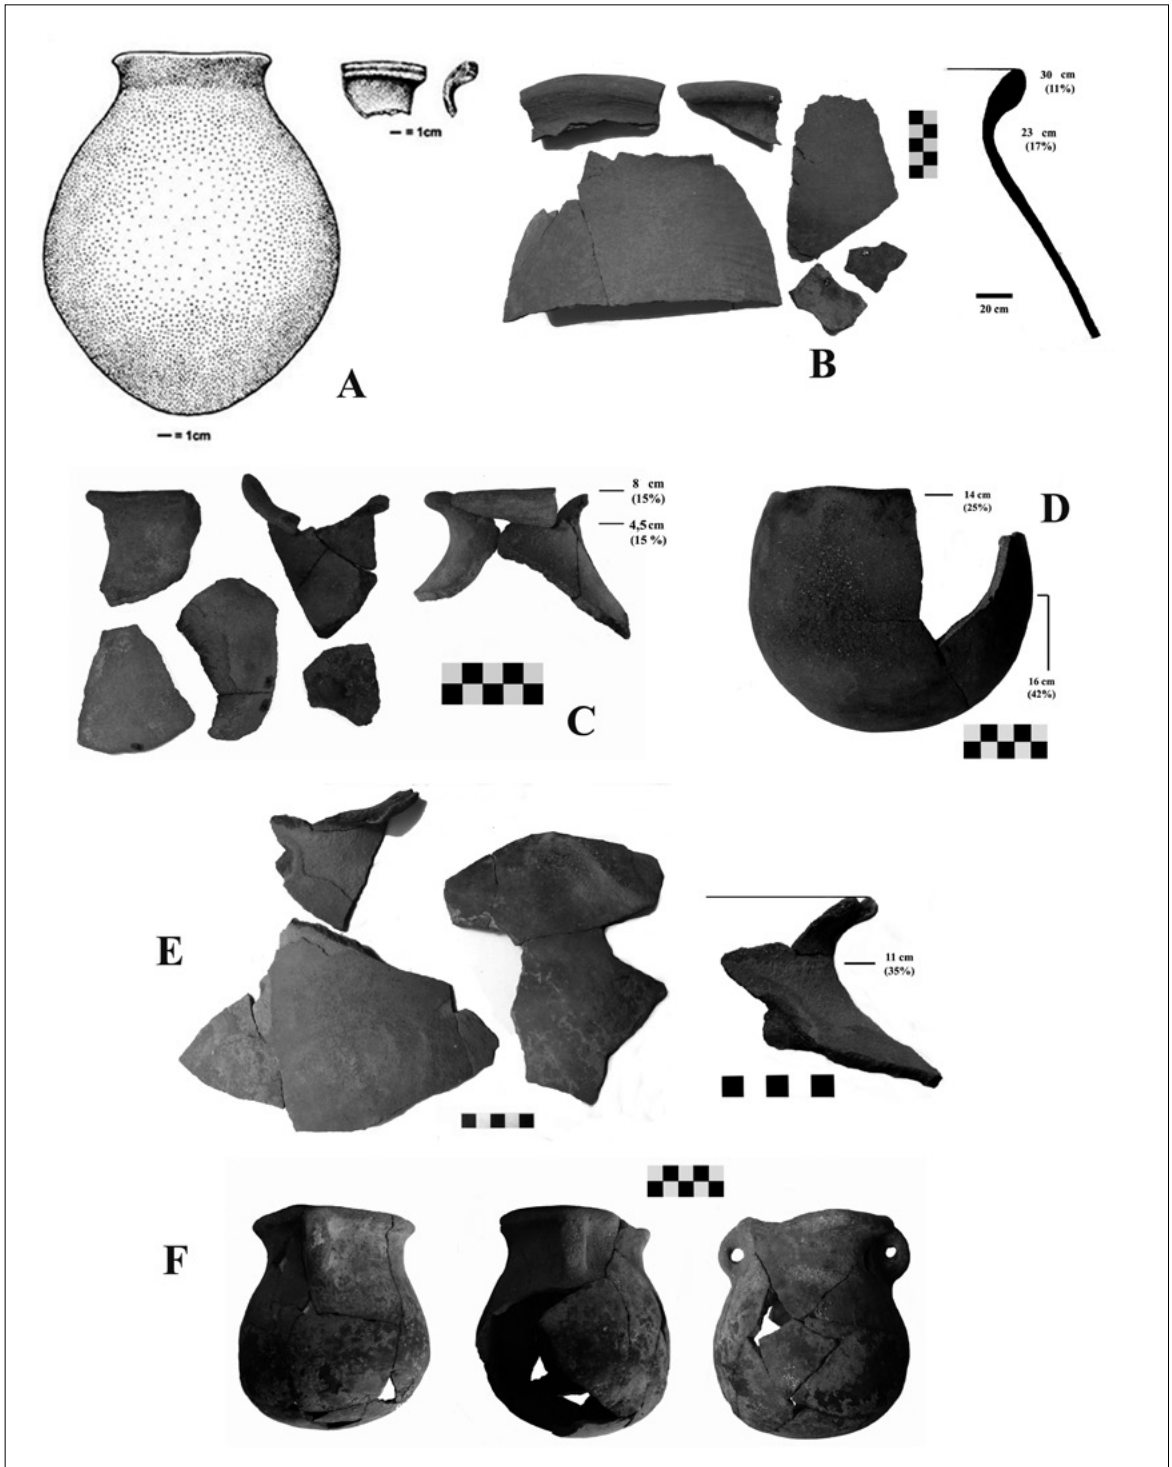 = 1cm
A
= 1cm
30 cm
(11%)
23 cm
(17%)
20 cm
B
8 cm
(15%)
4,5 cm
(15 %)
C
14 cm
(25%)
D
16 cm
(42%)
E
11 cm
(35%)
F